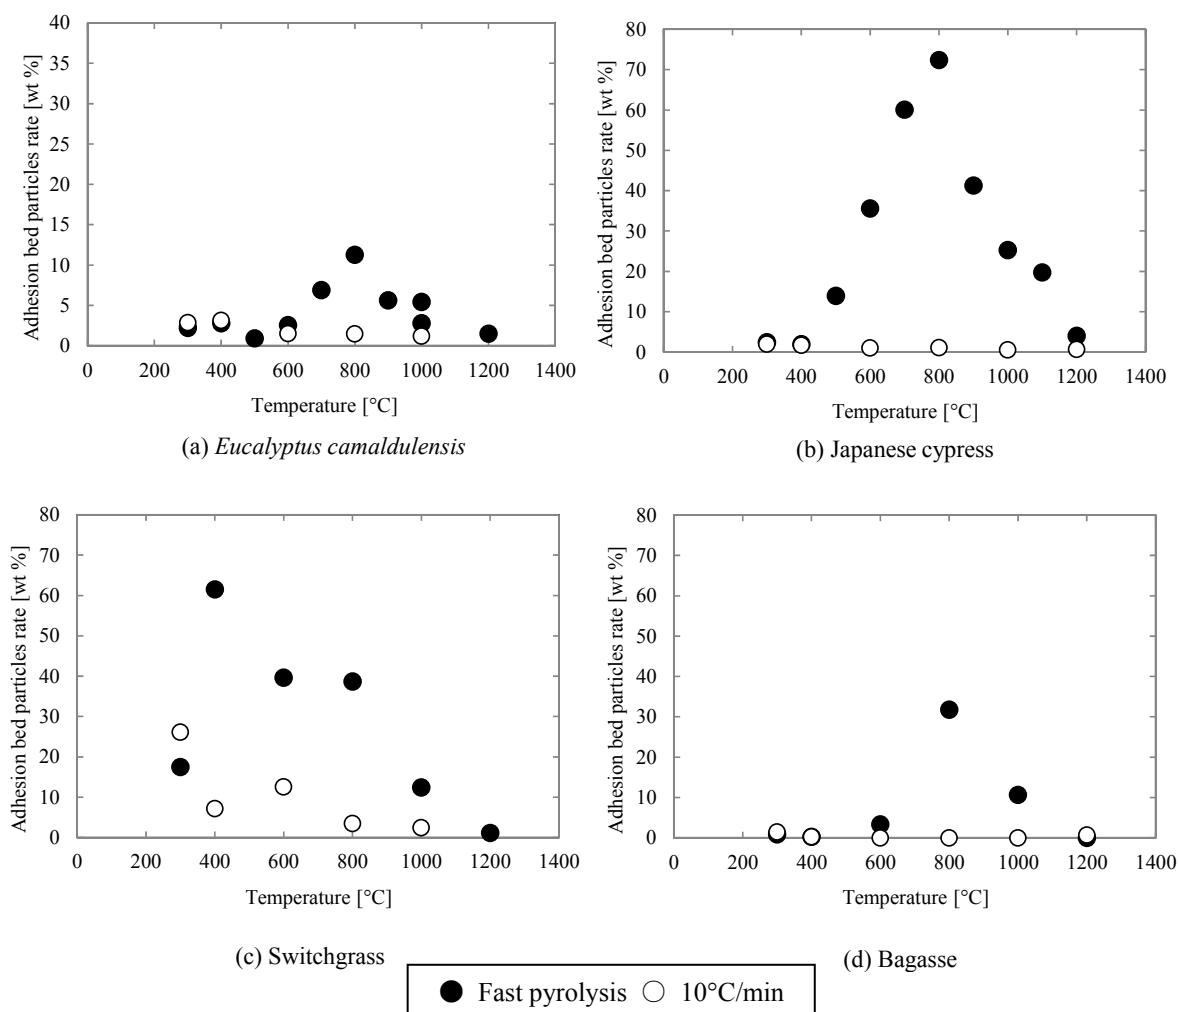 40
35
30
25
20
15
10
5
0
0 200 400 600 800 1000 1200 1400
Adhesion bed particles rate [wt %]
Temperature [°C]
(a) Eucalyptus camaldulensis
80
70
60
50
40
30
20
10
0
0 200 400 600 800 1000 1200 1400
Adhesion bed particles rate [wt %]
Temperature [°C]
(b) Japanese cypress
80
70
60
50
40
30
20
10
0
0 200 400 600 800 1000 1200 1400
Adhesion bed particles rate [wt %]
Temperature [°C]
(c) Switchgrass
80
70
60
50
40
30
20
10
0
0 200 400 600 800 1000 1200 1400
Adhesion bed particles rate [wt %]
Temperature [°C]
(d) Bagasse
Fast pyrolysis 10°C/min